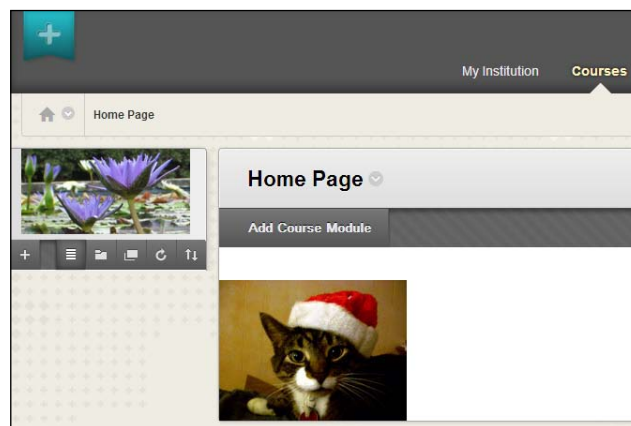 My Institution Courses
Home Page
Home Page
Add Course Module